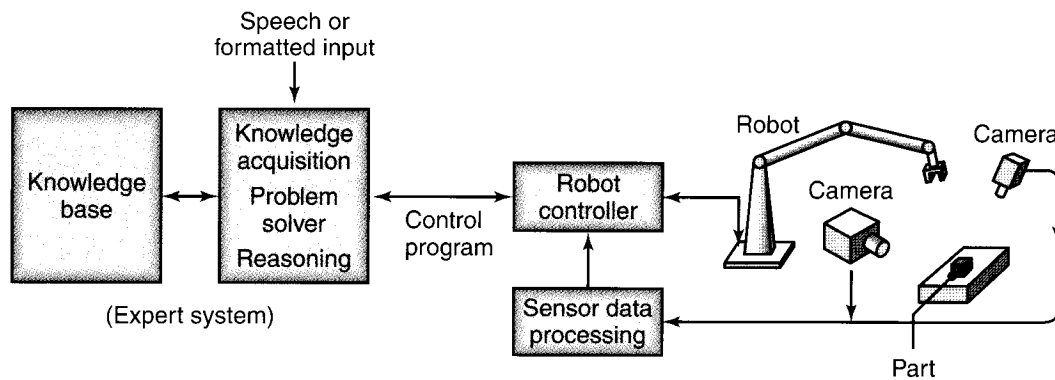 Speech or
formatted input
Knowledge
base
Knowledge
acquisition
Problem
solver
Reasoning
(Expert system)
Control
program
Robot
controller
Sensor data
processing
Robot
Camera
Camera
Part